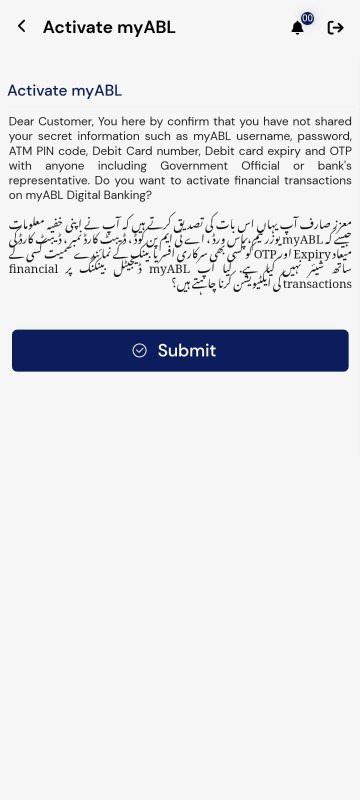 Activate myABL
00
Activate myABL
Dear Customer, You here by confirm that you have not shared
your secret information such as myABL username, password,
ATM PIN code, Debit Card number, Debit card expiry and OTP
with anyone including Government Official or bank's
representative. Do you want to activate financial transactions
on myABL Digital Banking?
معزز صارف آپ یہاں اس بات کی تصدیق کرتے ہیں کہ آپ نے اپنی خفیہ معلومات
جیسے کہ myABL یوزر نیم، پاس ورڈ، اے ٹی ایم پن کوڈ، ڈیبٹ کارڈ نمبر، ڈیبٹ کارڈ کی
میعاد Expiry اور OTP کو کسی بھی سرکاری افسر یا بینک کے نمائندے سمیت کسی کے
ساتھ شیئر نہیں کیا ہے. کیا آپ myABL ڈیجیٹل بینکنگ پر financial
transactions کی ایکٹیویشن کرنا چاہتے ہیں؟
Submit